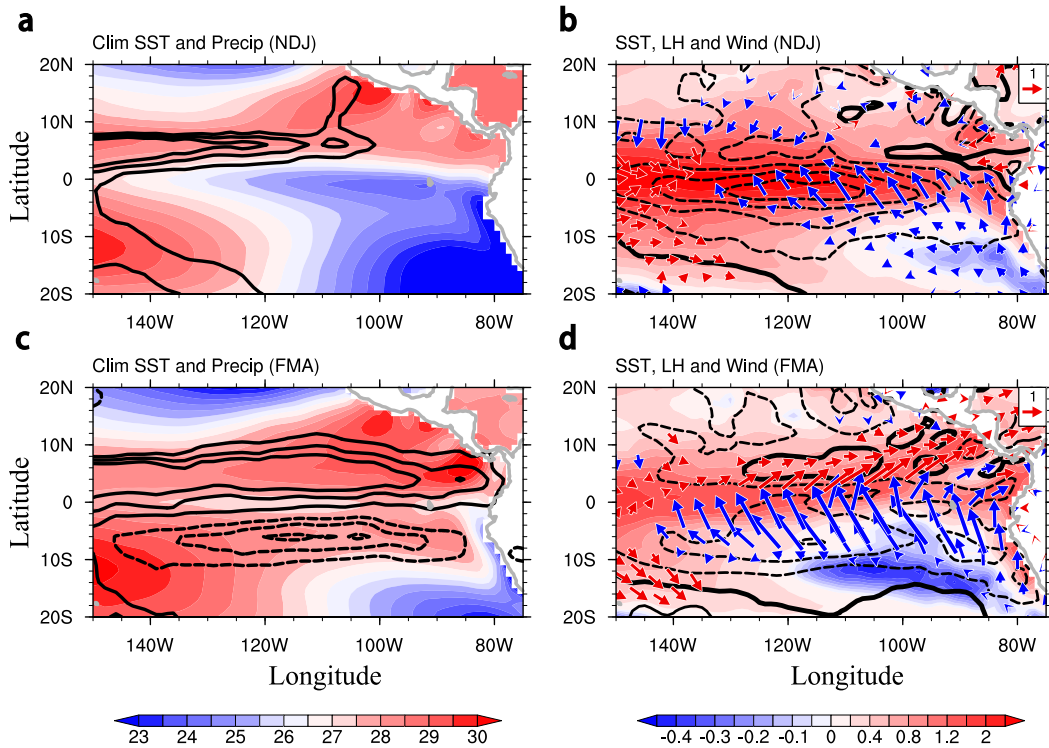 a
b
Clim SST and Precip (NDJ)
SST, LH and Wind (NDJ)
20N
10N
0
10S
20S
Latitude
140W 120W 100W 80W
20N
10N
0
10S
20S
Latitude
1
140W 120W 100W 80W
c
d
Clim SST and Precip (FMA)
SST, LH and Wind (FMA)
20N
10N
0
10S
20S
Latitude
140W 120W 100W 80W
Longitude
20N
10N
0
10S
20S
Latitude
1
140W 120W 100W 80W
Longitude
23 24 25 26 27 28 29 30
-0.4 -0.3 -0.2 -0.1 0 0.4 0.8 1.2 2